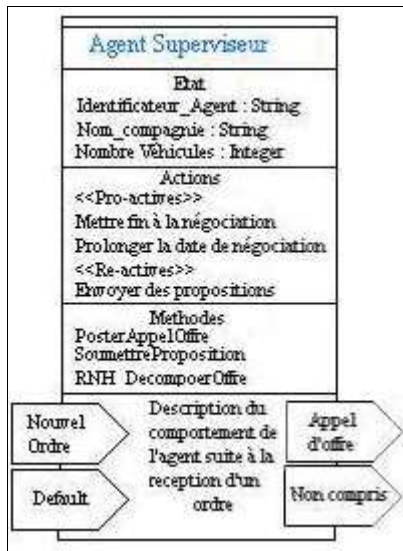 Agent Superviseur
Etat
Identificateur_Agent : String
Nom_compagnie : String
Nombre Véhicules : Integer
Actions
<<Pro-actives>>
Mettre fin à la négociation
Prolonger la date de négociation
<<Re-actives>>
Envoyer des propositions
Methodes
PosterAppelOffre
SoumettreProposition
RNH_DecompoerOffre
Nouvel
Ordre
Default
Description du
comportement de
l'agent suite à la
reception d'un
ordre
Appel
d'offre
Non compris